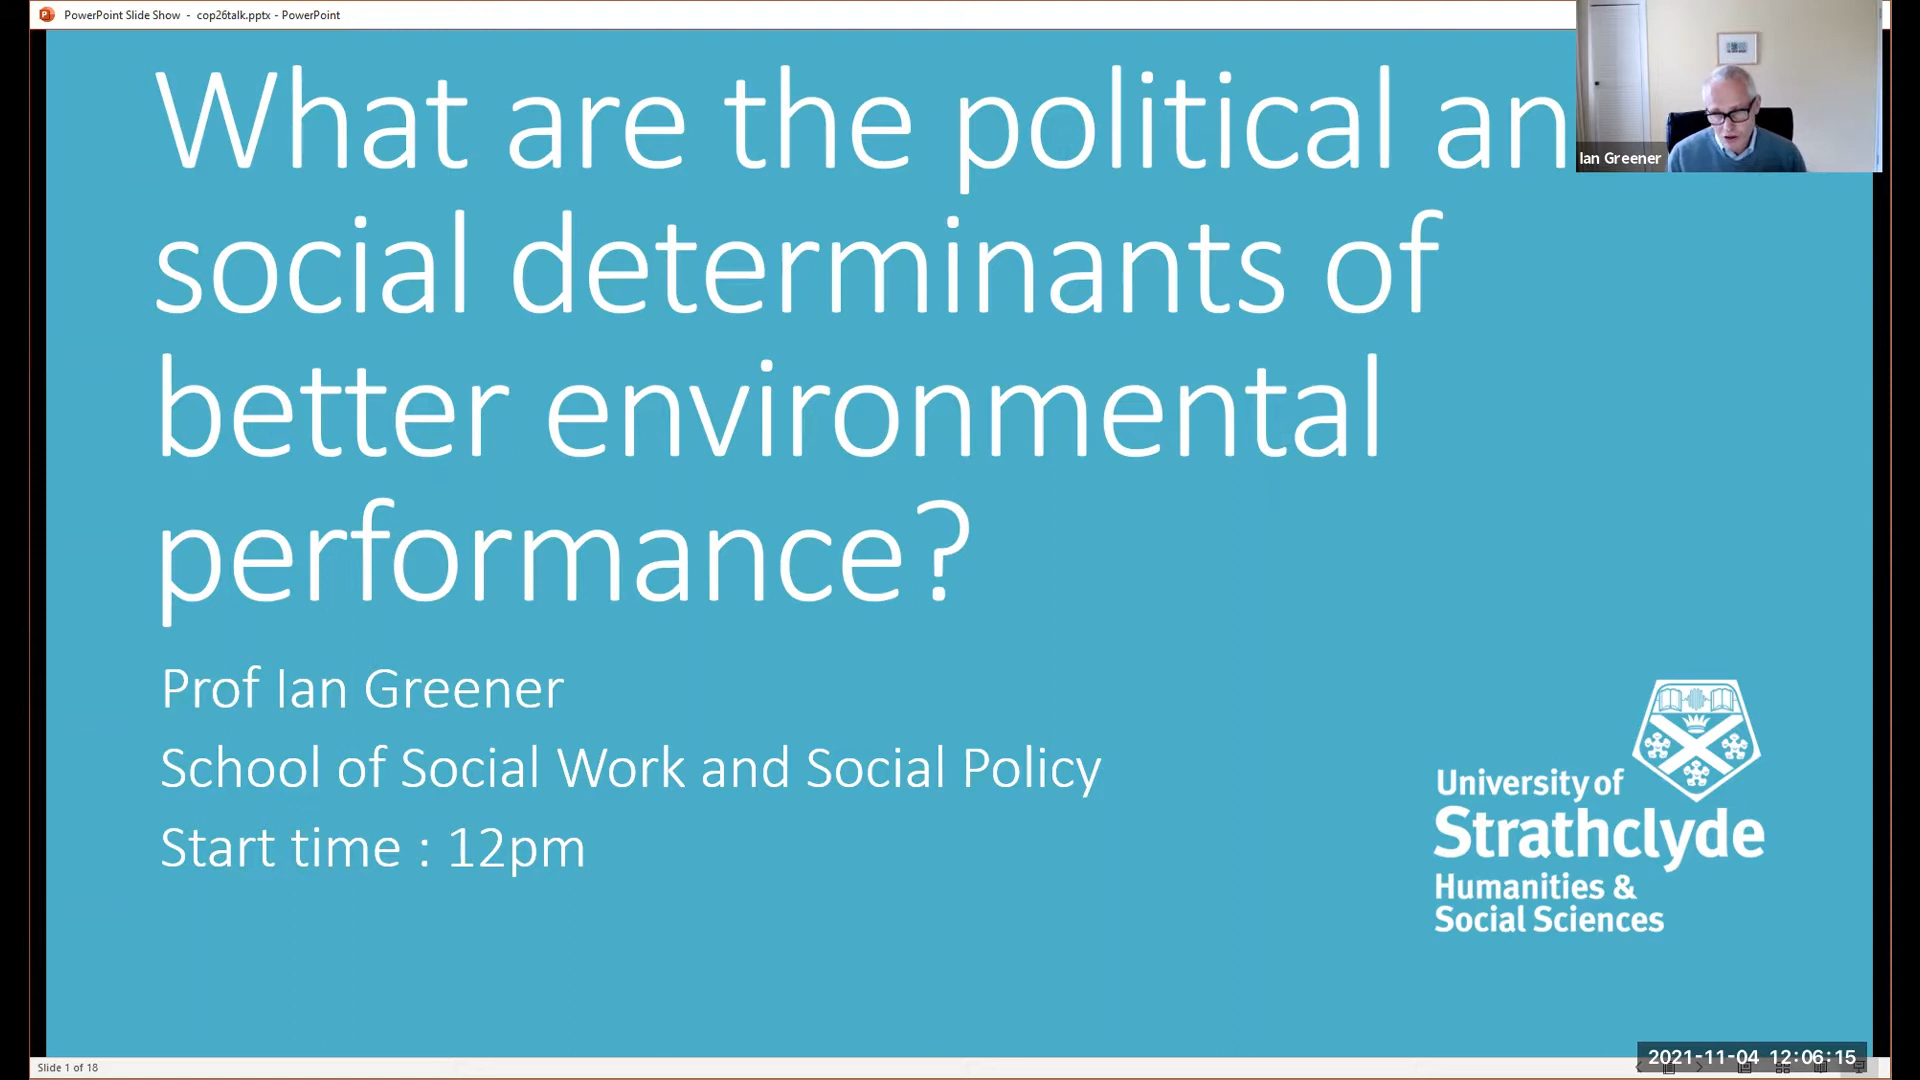 PowerPoint Slide Show - cop26talk.pptx - PowerPoint
What are the political an
social determinants of
better environmental
performance?
Ian Greener
Prof Ian Greener
School of Social Work and Social Policy
Start time : 12pm
University of
Strathclyde
Humanities &
Social Sciences
Slide 1 of 18
2021-11-04 12:06:15